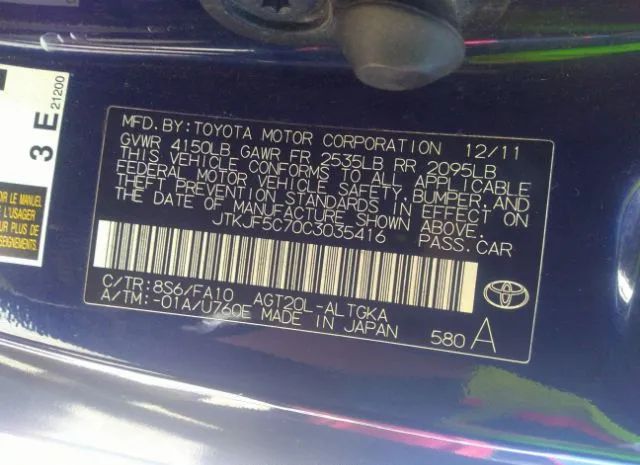 MFD.BY:TOYOTA MOTOR CORPORATION 12/11
GVWR 4150LB GAWR FR 2535LB RR 2095LB
THIS VEHICLE CONFORMS TO ALL APPLICABLE
FEDERAL MOTOR VEHICLE SAFETY, BUMPER, AND
THEFT PREVENTION STANDARDS IN EFFECT ON
THE DATE OF MANUFACTURE SHOWN ABOVE.
JTKJF5C70C3035416 PASS.CAR
C/TR:8S6/FA10 AGT20L-ALTGKA
A/TM:-01A/U760E MADE IN JAPAN 580 A
TOYOTA
3 E
21200
LE MANUEL
L'USAGER